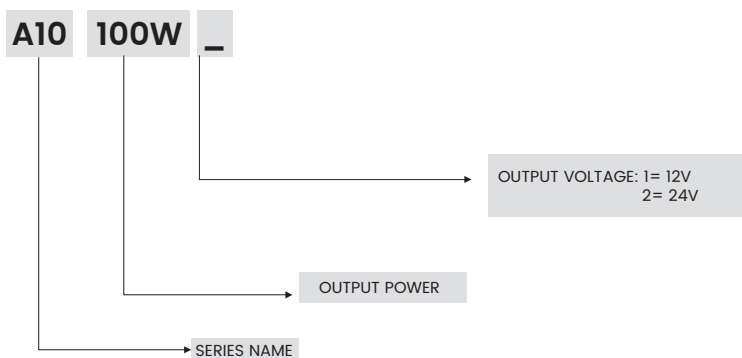 A10 100W _
OUTPUT VOLTAGE: 1= 12V
2= 24V
OUTPUT POWER
SERIES NAME